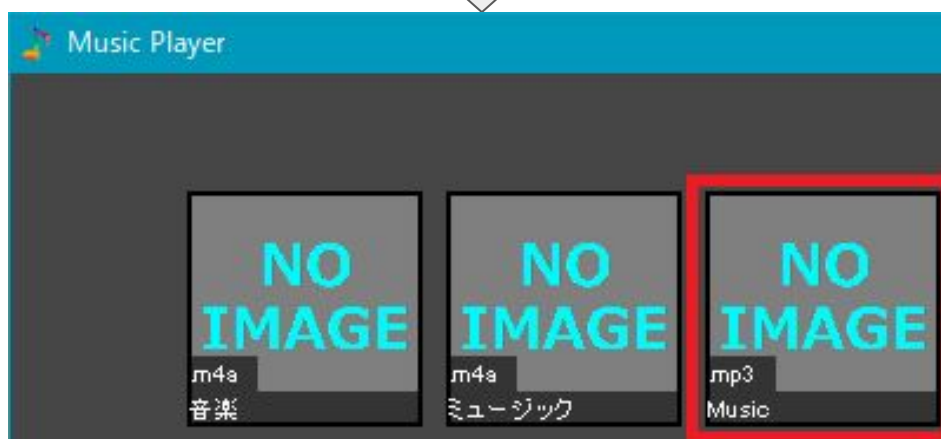 Music Player
NO IMAGE
.m4a
音楽
NO IMAGE
.m4a
ミュージック
NO IMAGE
.mp3
Music